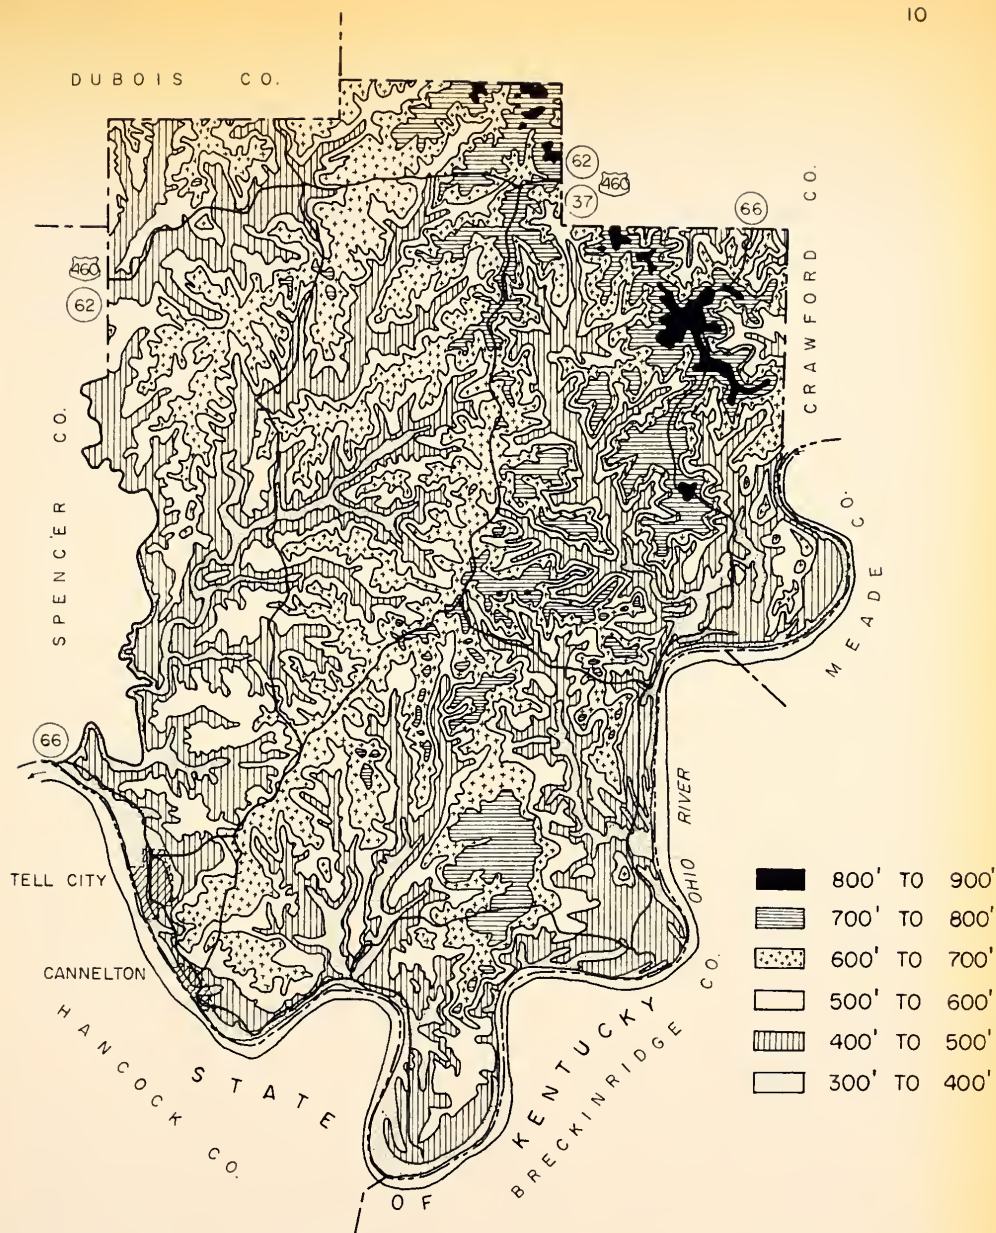 10
DUBOIS CO.
62
37
460
66
CRAWFORD CO.
460
62
SPENCER CO.
MEADE CO.
66
OHIO RIVER
TELL CITY
CANNELTON
HANCOCK CO.
STATE OF KENTUCKY
BRECKINRIDGE CO.
800' TO 900'
700' TO 800'
600' TO 700'
500' TO 600'
400' TO 500'
300' TO 400'